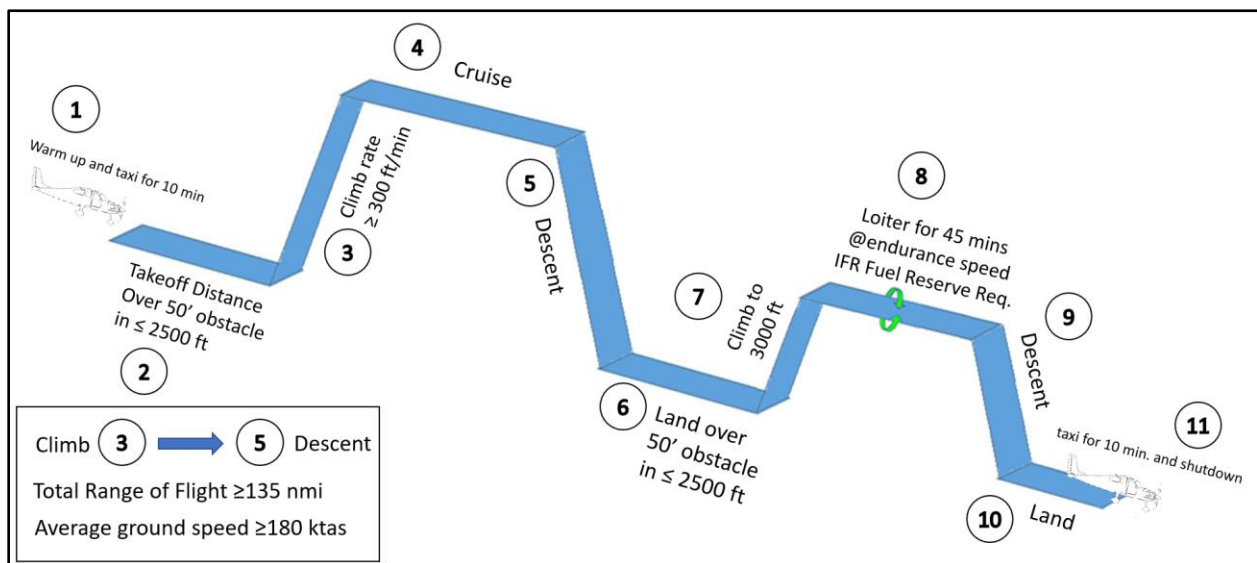 1
Warm up and taxi for 10 min
Takeoff Distance
Over 50' obstacle
in ≤ 2500 ft
2
Climb rate
≥ 300 ft/min
3
4
Cruise
5
Descent
6
Land over
50' obstacle
in ≤ 2500 ft
7
Climb to
3000 ft
8
Loiter for 45 mins
@endurance speed
IFR Fuel Reserve Req.
9
Descent
10
Land
11
taxi for 10 min. and shutdown
Climb 3 5 Descent
Total Range of Flight ≥135 nmi
Average ground speed ≥180 ktas